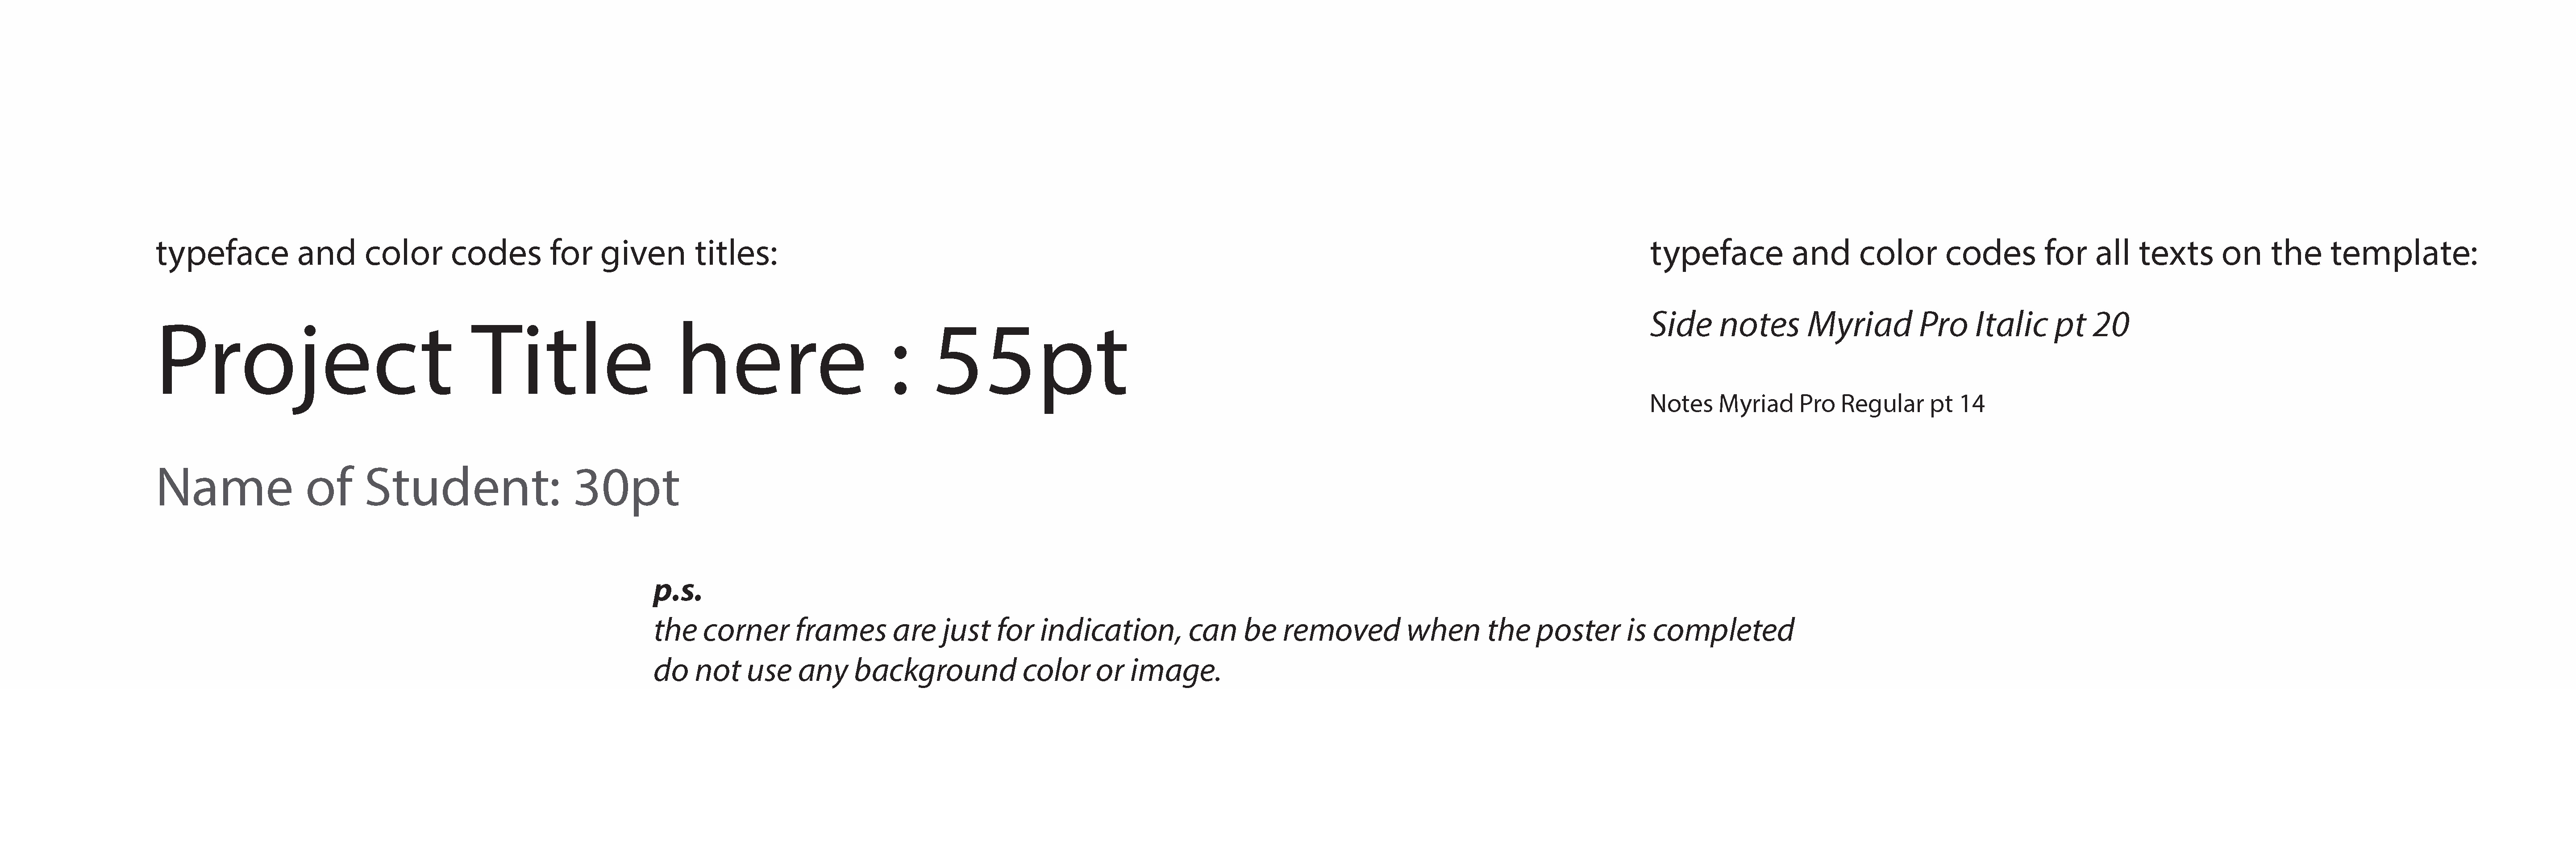 typeface and color codes for given titles:
Project Title here : 55pt
Name of Student: 30pt
typeface and color codes for all texts on the template:
Side notes Myriad Pro Italic pt 20
Notes Myriad Pro Regular pt 14
p.s.
the corner frames are just for indication, can be removed when the poster is completed
do not use any background color or image.